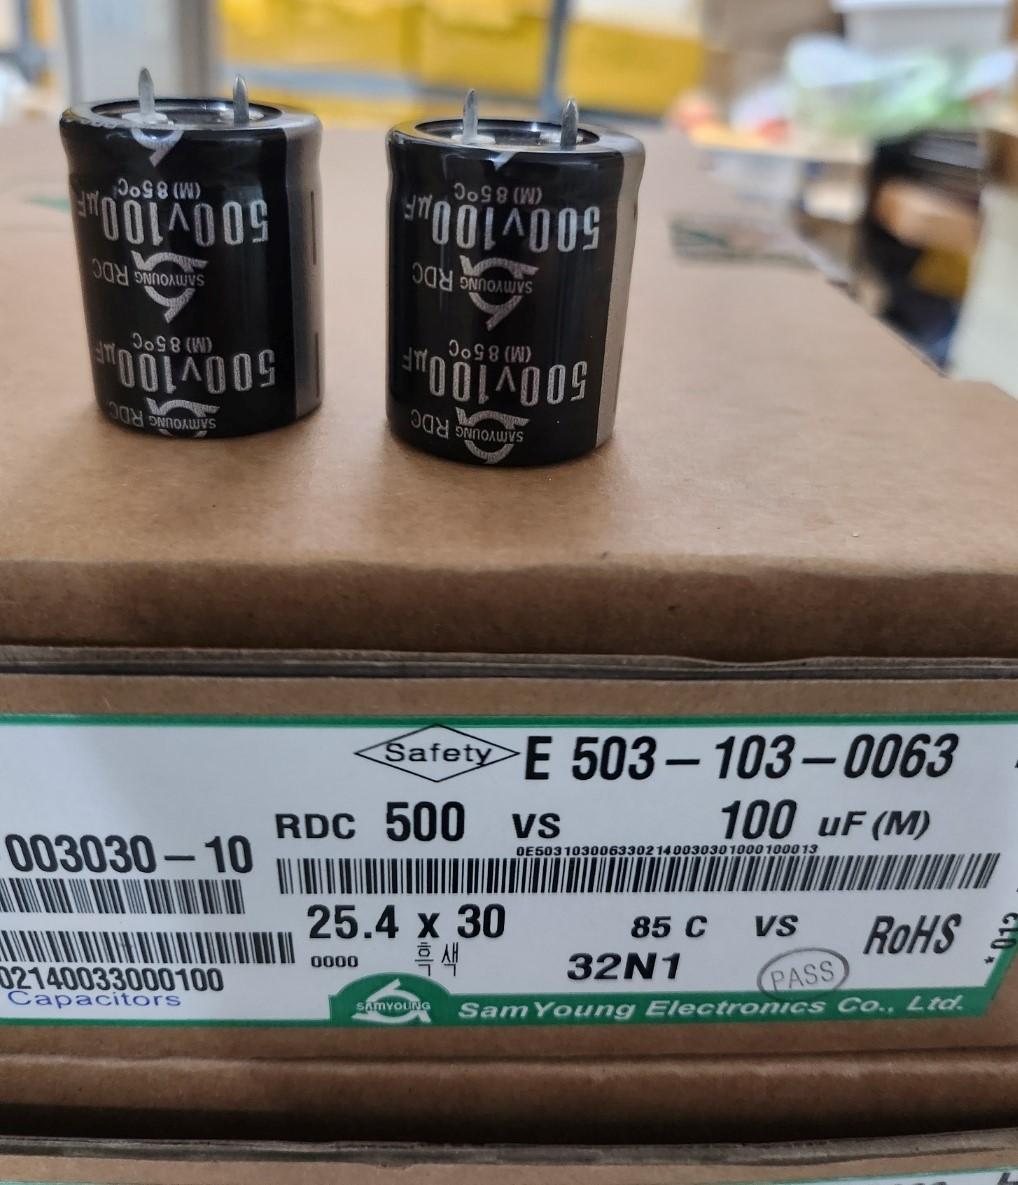 (M) 85°C
500v100µF
SAMYOUNG RDC
(M) 85°C
500v100µF
SAMYOUNG RDC
(M) 85°C
500v100µF
SAMYOUNG RDC
(M) 85°C
500v100µF
SAMYOUNG RDC
Safety E 503-103-0063
RDC 500 VS 100 uF (M)
003030-10
0E5031030063302140030301000100013
25.4 x 30 85 C VS RoHS
0000 흑색 32N1 PASS
02140033000100
Capacitors
SAMYOUNG SamYoung Electronics Co., Ltd.